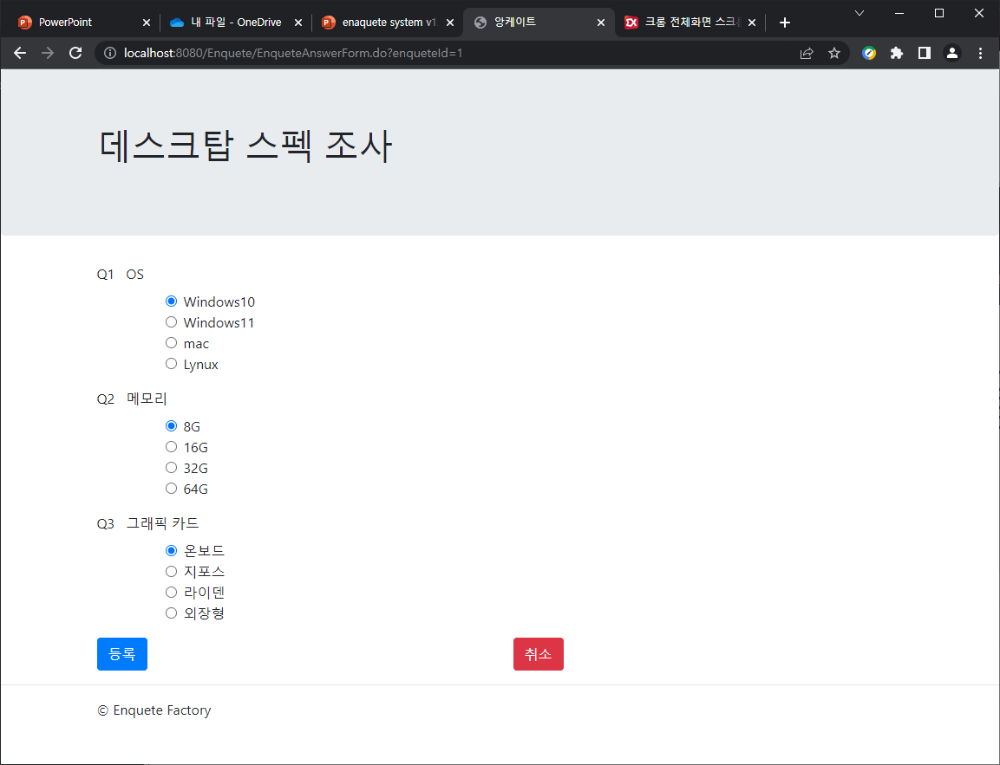 PowerPoint
내 파일 - OneDrive
enaquete system v1.
앙케이트
크롬 전체화면 스크
localhost:8080/Enquete/EnqueteAnswerForm.do?enqueteId=1
데스크탑 스펙 조사
Q1 OS
Windows10
Windows11
mac
Lynux
Q2 메모리
8G
16G
32G
64G
Q3 그래픽 카드
온보드
지포스
라이덴
외장형
등록 취소
© Enquete Factory